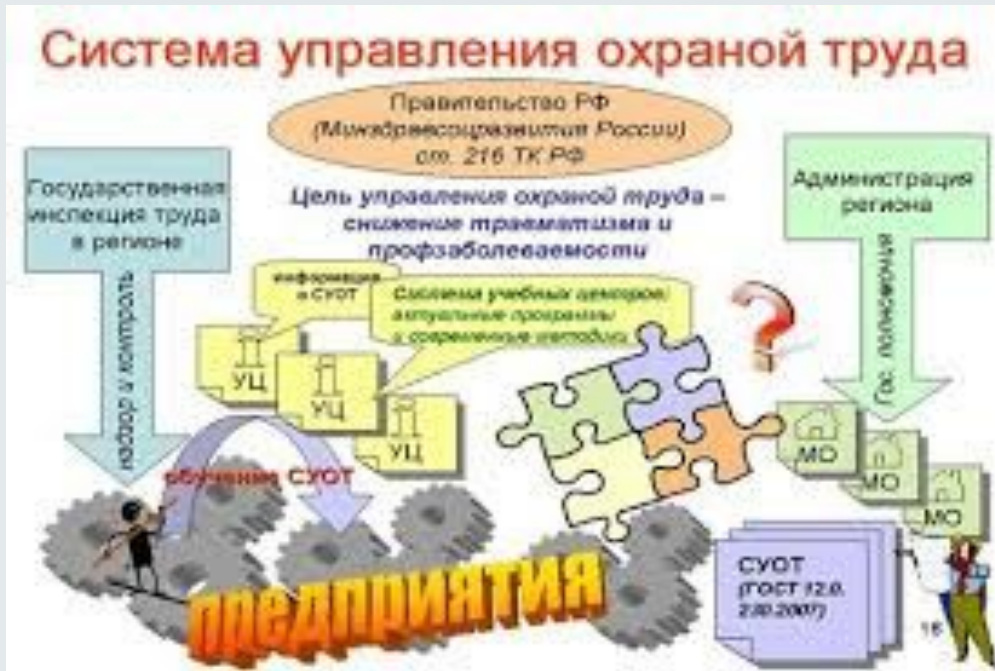 Система управления охраной труда
Правительство РФ
(Минздравсоцразвития России)
ст. 216 ТК РФ
Государственная
инспекция труда
в регионе
Цель управления охраной труда –
снижение травматизма и
профзаболеваемости
Администрация
региона
надзор и контроль
информация
о СУОТ
Система учебных центров:
актуальные программы
и современные методики
Гос. полномочия
УЦ
УЦ
УЦ
МО
МО
МО
обучение СУОТ
предприятия
СУОТ
(ГОСТ 12.0.
230.2007)
16